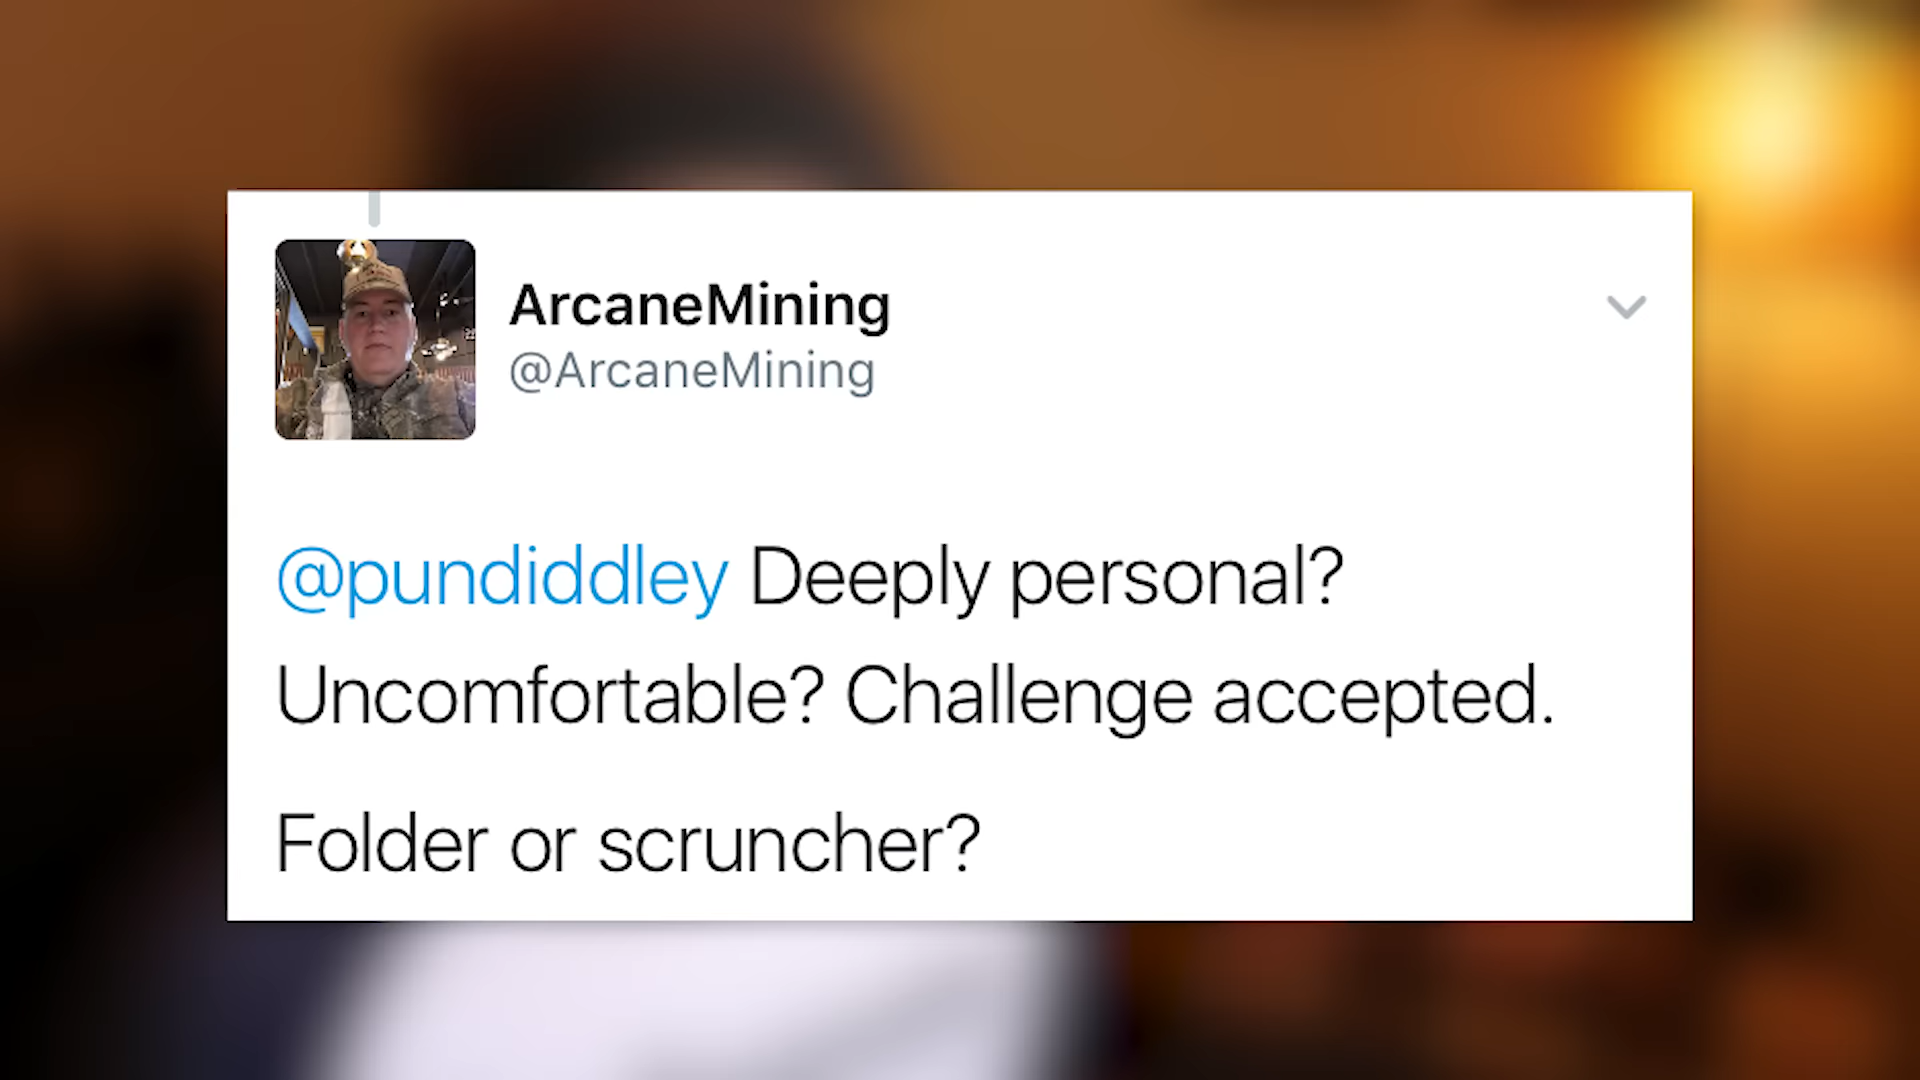 ArcaneMining
@ArcaneMining
@pundiddley Deeply personal?
Uncomfortable? Challenge accepted.
Folder or scruncher?